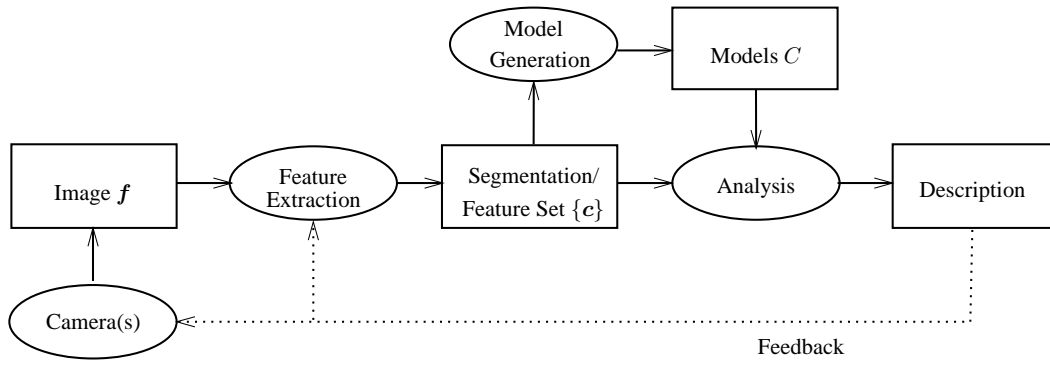 Model
Generation
Models C
Image f
Feature
Extraction
Segmentation/
Feature Set {c}
Analysis
Description
Camera(s)
Feedback